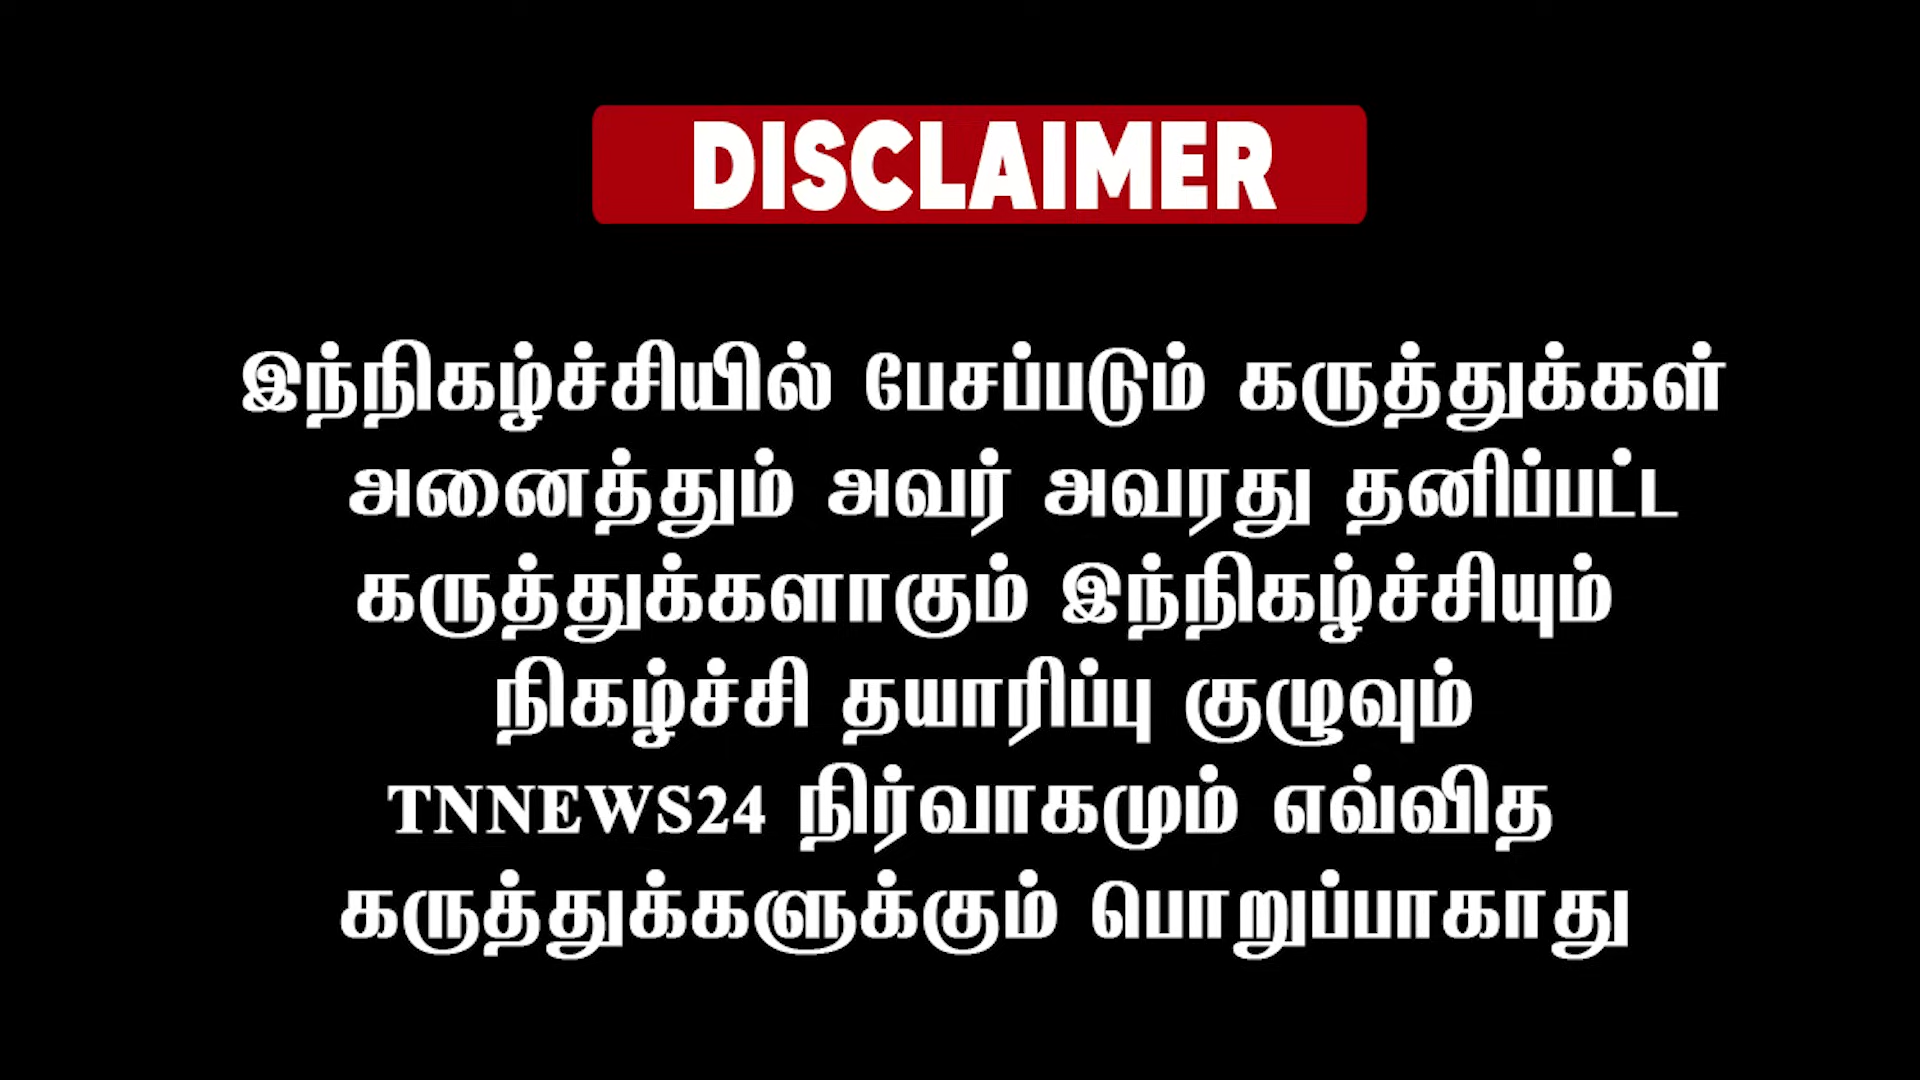 DISCLAIMER
இந்நிகழ்ச்சியில் பேசப்படும் கருத்துக்கள்
அனைத்தும் அவர் அவரது தனிப்பட்ட
கருத்துக்களாகும் இந்நிகழ்ச்சியும்
நிகழ்ச்சி தயாரிப்பு குழுவும்
TNNEWS24 நிர்வாகமும் எவ்வித
கருத்துக்களுக்கும் பொறுப்பாகாது